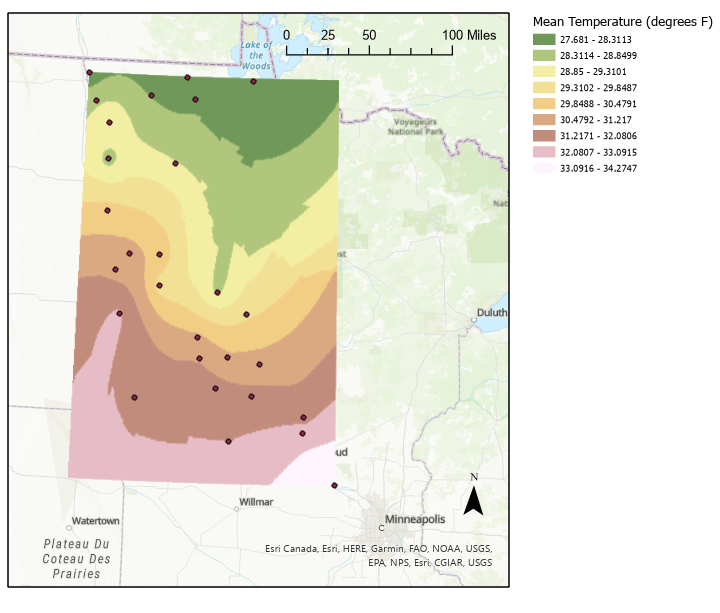 Mean Temperature (degrees F)
27.681 - 28.3113
28.3114 - 28.8499
28.85 - 29.3101
29.3102 - 29.8487
29.8488 - 30.4791
30.4792 - 31.217
31.2171 - 32.0806
32.0807 - 33.0915
33.0916 - 34.2747
0 25 50 100 Miles
Lake of
the
Woods
Voyageurs
National Park
Nat
st
Duluth
ud
N
Willmar
Watertown
Minneapolis
Plateau Du
Coteau Des
Prairies
Esri Canada, Esri, HERE, Garmin, FAO, NOAA, USGS,
EPA, NPS, Esri, CGIAR, USGS